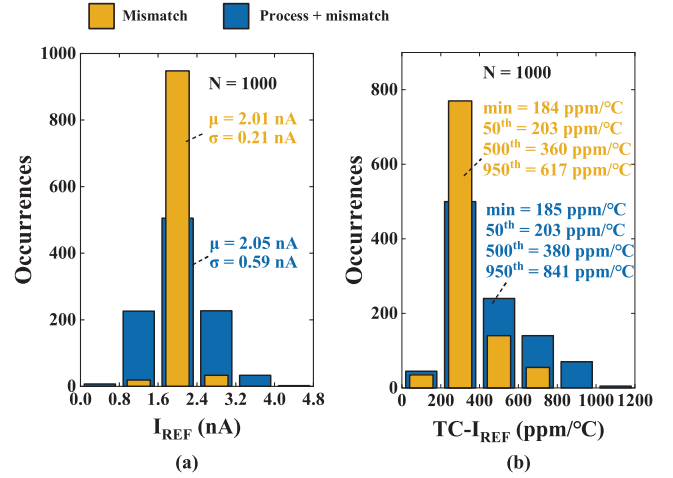 Mismatch
Process + mismatch
Occurrences
1000
800
600
400
200
0
N = 1000
μ = 2.01 nA
σ = 0.21 nA
μ = 2.05 nA
σ = 0.59 nA
0.0 0.8 1.6 2.4 3.2 4.0 4.8
I_REF (nA)
(a)
Occurrences
800
600
400
200
0
N = 1000
min = 184 ppm/°C
50th = 203 ppm/°C
500th = 360 ppm/°C
950th = 617 ppm/°C
min = 185 ppm/°C
50th = 203 ppm/°C
500th = 380 ppm/°C
950th = 841 ppm/°C
0 200 400 600 800 1000 1200
TC-I_REF (ppm/°C)
(b)